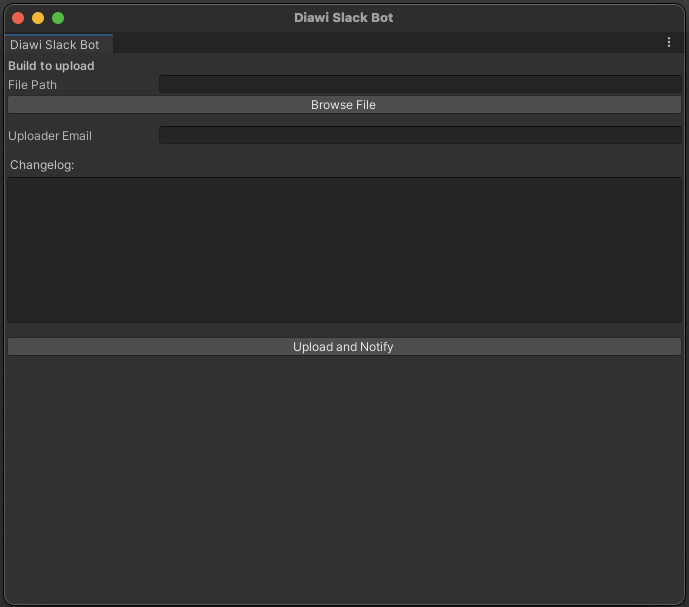 Diawi Slack Bot
Diawi Slack Bot
Build to upload
File Path
Browse File
Uploader Email
Changelog:
Upload and Notify